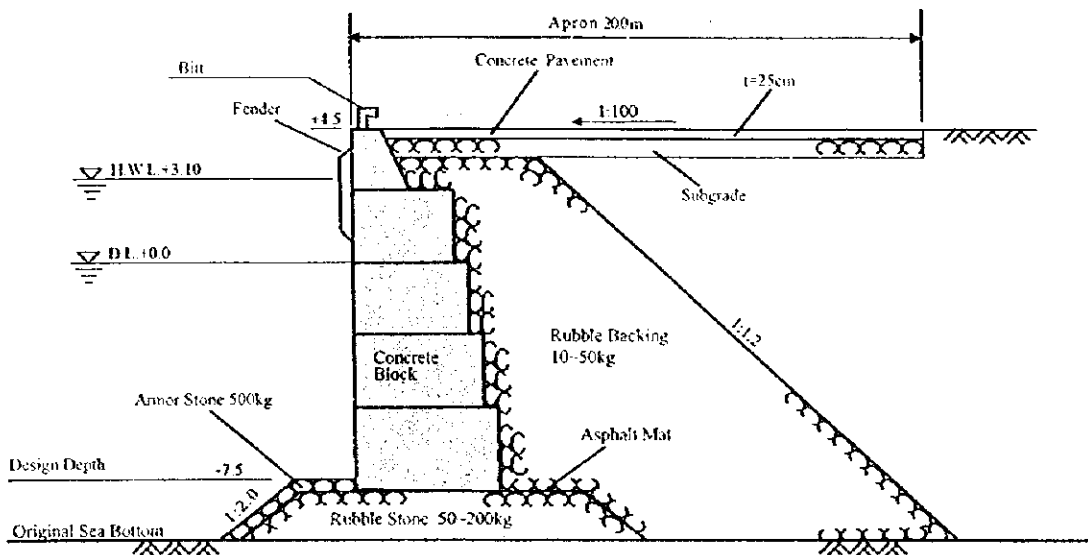 Apron 20.0m
Bitt
Concrete Pavement
t=25cm
Fender
+4.5
1:100
H.W.L.+3.10
Subgrade
D.L.±0.0
1:1.2
Rubble Backing
10~50kg
Concrete
Block
Armor Stone 500kg
Asphalt Mat
Design Depth
-7.5
1:2.0
Rubble Stone 50~200kg
Original Sea Bottom